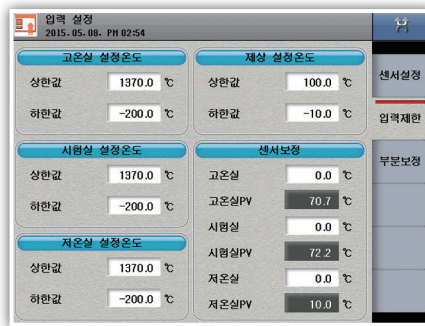 입력 설정
2015.05.08. PM 02:54
고온실 설정온도
상한값 1370.0 ℃
하한값 -200.0 ℃
시험실 설정온도
상한값 1370.0 ℃
하한값 -200.0 ℃
저온실 설정온도
상한값 1370.0 ℃
하한값 -200.0 ℃
제상 설정온도
상한값 100.0 ℃
하한값 -10.0 ℃
센서보정
고온실 0.0 ℃
고온실PV 70.7 ℃
시험실 0.0 ℃
시험실PV 72.2 ℃
저온실 0.0 ℃
저온실PV 10.0 ℃
센서설정
입력제한
부분보정